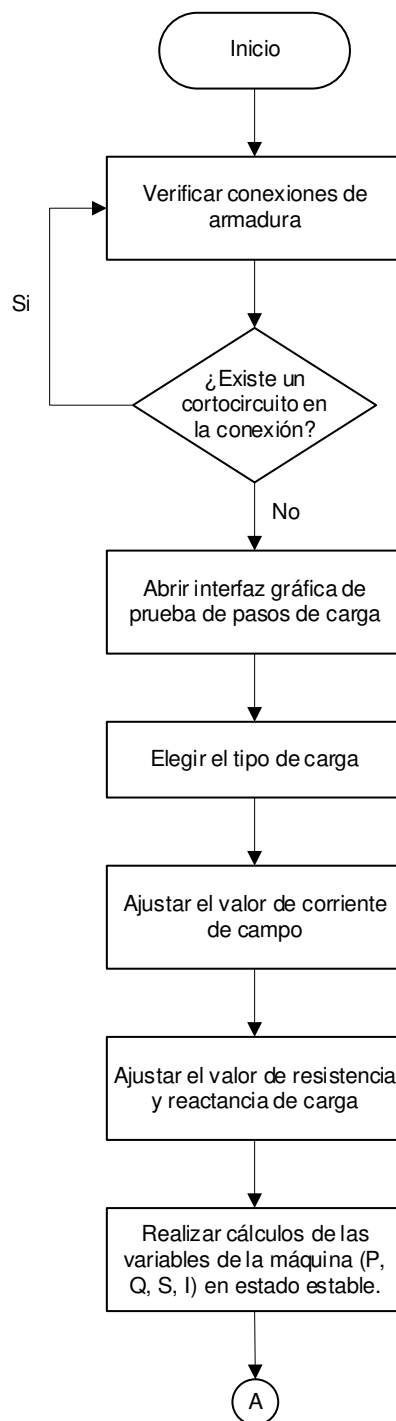 Inicio
Verificar conexiones de
armadura
Si
¿Existe un
cortocircuito en
la conexión?
No
Abrir interfaz gráfica de
prueba de pasos de carga
Elegir el tipo de carga
Ajustar el valor de corriente
de campo
Ajustar el valor de resistencia
y reactancia de carga
Realizar cálculos de las
variables de la máquina (P,
Q, S, I) en estado estable.
A